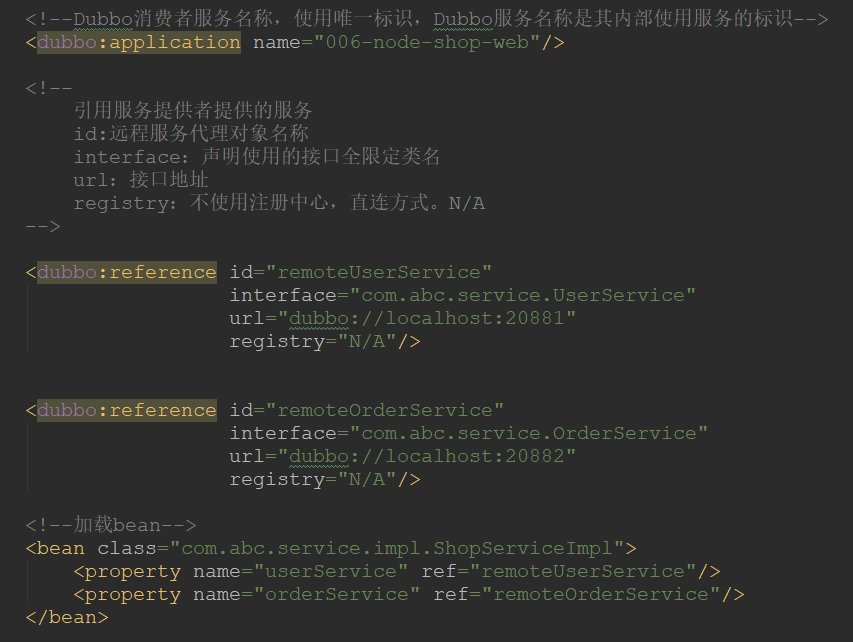 <!--Dubbo消费者服务名称，使用唯一标识，Dubbo服务名称是其内部使用服务的标识-->
<dubbo:application name="006-node-shop-web"/>
<!--
引用服务提供者提供的服务
id:远程服务代理对象名称
interface：声明使用的接口全限定类名
url：接口地址
registry：不使用注册中心，直连方式。N/A
-->
<dubbo:reference id="remoteUserService"
interface="com.abc.service.UserService"
url="dubbo://localhost:20881"
registry="N/A"/>
<dubbo:reference id="remoteOrderService"
interface="com.abc.service.OrderService"
url="dubbo://localhost:20882"
registry="N/A"/>
<!--加载bean-->
<bean class="com.abc.service.impl.ShopServiceImpl">
<property name="userService" ref="remoteUserService"/>
<property name="orderService" ref="remoteOrderService"/>
</bean>